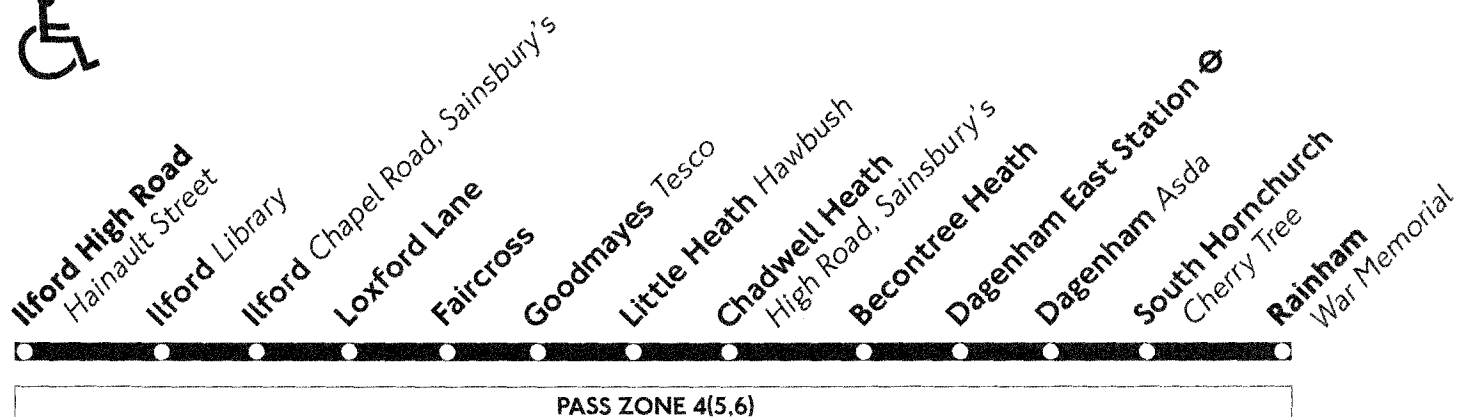 Ilford High Road
Hainault Street
Ilford Library
Ilford Chapel Road, Sainsbury's
Loxford Lane
Faircross
Goodmayes Tesco
Little Heath Hawbush
Chadwell Heath
High Road, Sainsbury's
Becontree Heath
Dagenham East Station
Dagenham Asda
South Hornchurch
Cherry Tree
Rainham
War Memorial
PASS ZONE 4(5,6)